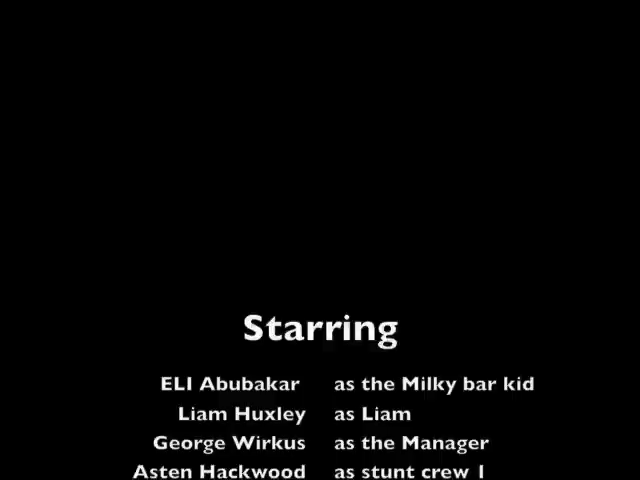 Starring
ELI Abubakar as the Milky bar kid
Liam Huxley as Liam
George Wirkus as the Manager
Asten Hackwood as stunt crew 1